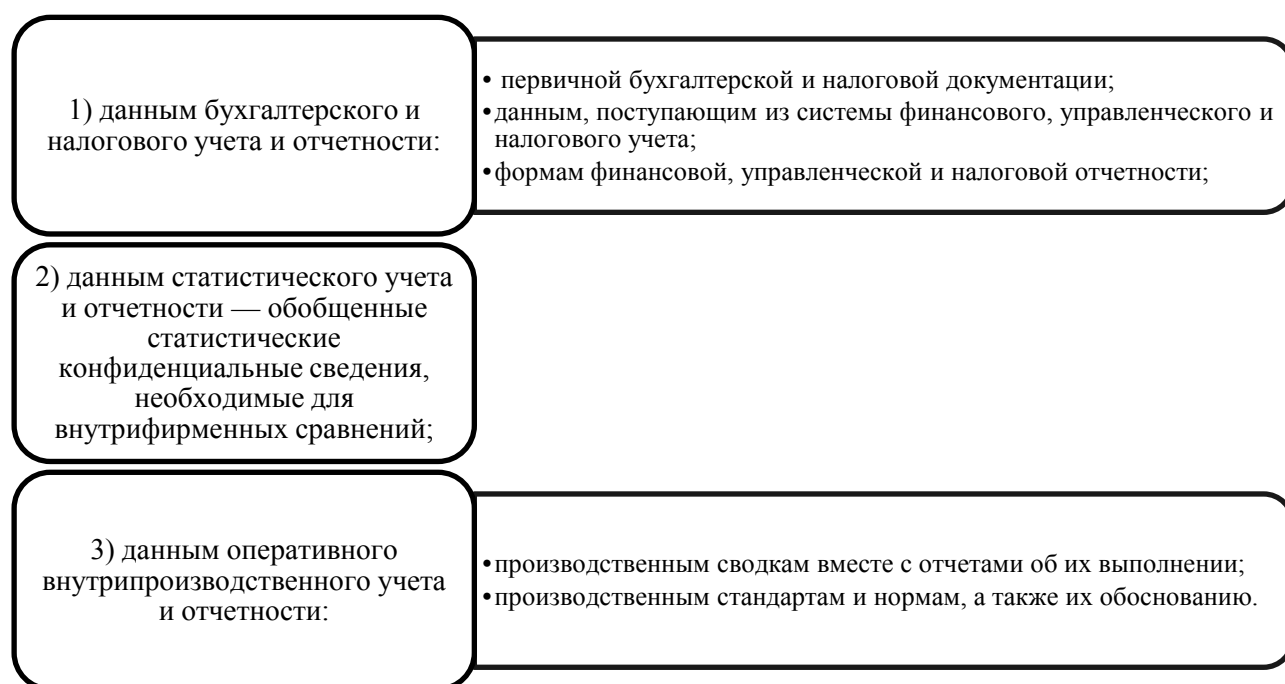 1) данным бухгалтерского и
налогового учета и отчетности:
• первичной бухгалтерской и налоговой документации;
•данным, поступающим из системы финансового, управленческого и
налогового учета;
•формам финансовой, управленческой и налоговой отчетности;
2) данным статистического учета
и отчетности — обобщенные
статистические
конфиденциальные сведения,
необходимые для
внутрифирменных сравнений;
3) данным оперативного
внутрипроизводственного учета
и отчетности:
•производственным сводкам вместе с отчетами об их выполнении;
•производственным стандартам и нормам, а также их обоснованию.